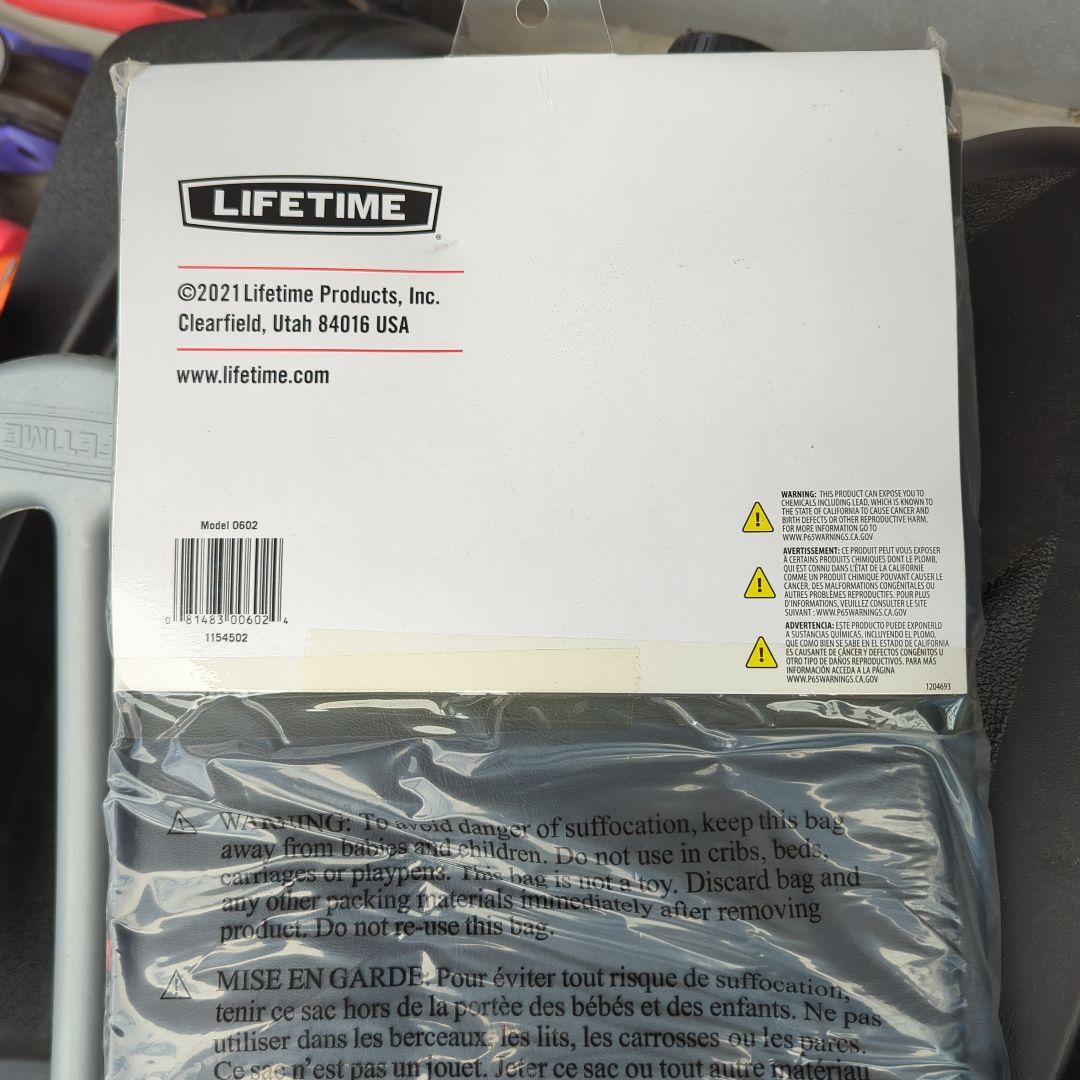 LIFETIME
®
©2021 Lifetime Products, Inc.
Clearfield, Utah 84016 USA
www.lifetime.com
Model 0602
0 81483 00602 4
1154502
WARNING: THIS PRODUCT CAN EXPOSE YOU TO
CHEMICALS INCLUDING LEAD, WHICH IS KNOWN TO
THE STATE OF CALIFORNIA TO CAUSE CANCER AND
BIRTH DEFECTS OR OTHER REPRODUCTIVE HARM.
FOR MORE INFORMATION GO TO
WWW.P65WARNINGS.CA.GOV
AVERTISSEMENT: CE PRODUIT PEUT VOUS EXPOSER
À CERTAINS PRODUITS CHIMIQUES DONT LE PLOMB,
QUI EST CONNU DANS L'ÉTAT DE LA CALIFORNIE
COMME UN PRODUIT CHIMIQUE POUVANT CAUSER LE
CANCER, DES MALFORMATIONS CONGÉNITALES OU
AUTRES PROBLÈMES REPRODUCTIFS. POUR PLUS
D'INFORMATIONS, VEUILLEZ CONSULTER LE SITE
SUIVANT : WWW.P65WARNINGS.CA.GOV
ADVERTENCIA: ESTE PRODUCTO PUEDE EXPONERLO
A SUSTANCIAS QUÍMICAS, INCLUYENDO EL PLOMO,
QUE COMO BIEN SE SABE EN EL ESTADO DE CALIFORNIA
ES CAUSANTE DE CÁNCER Y DEFECTOS CONGÉNITOS U
OTRO TIPO DE DAÑOS REPRODUCTIVOS. PARA MÁS
INFORMACIÓN ACCEDA A LA PÁGINA
WWW.P65WARNINGS.CA.GOV
1204693
WARNING: To avoid danger of suffocation, keep this bag
away from babies and children. Do not use in cribs, beds,
carriages or playpens. This bag is not a toy. Discard bag and
any other packing materials immediately after removing
product. Do not re-use this bag.
MISE EN GARDE: Pour éviter tout risque de suffocation,
tenir ce sac hors de la portèe des bébés et des enfants. Ne pas
utiliser dans les berceaux, les lits, les carrosses ou les parcs.
Ce sac n'est pas un jouet. Jeter ce sac ou tout autre matériau